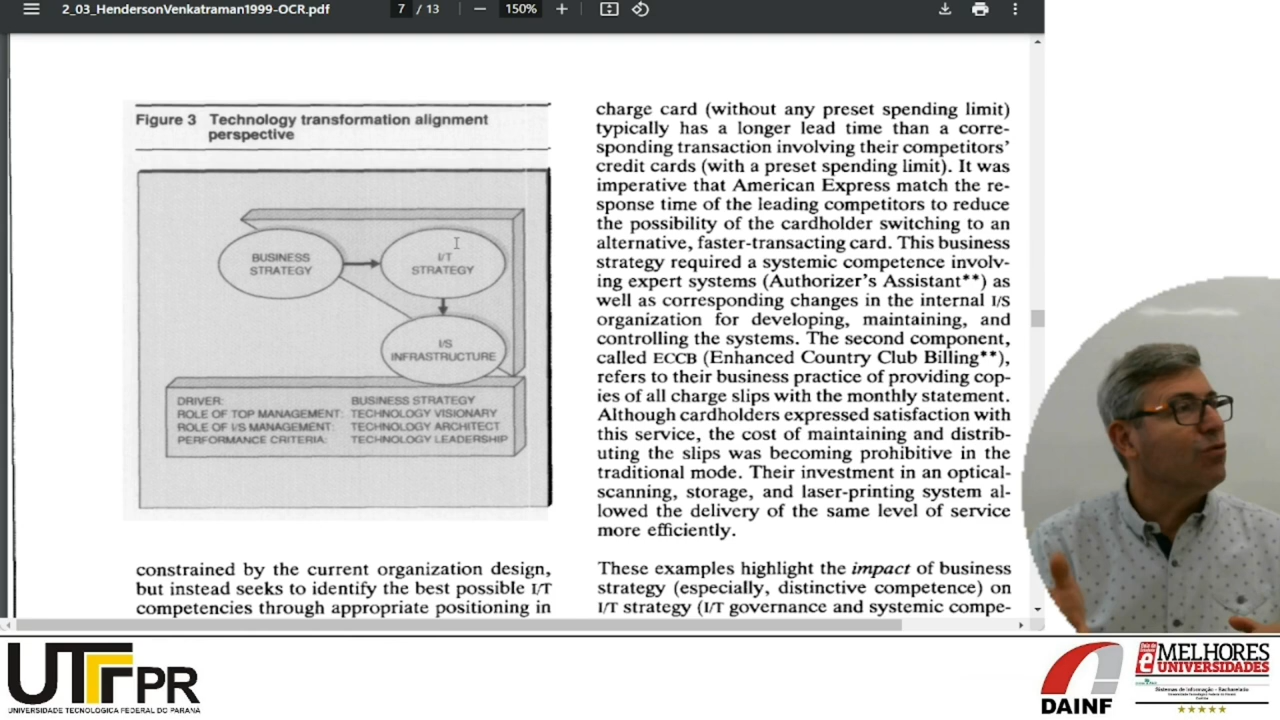 2_03_HendersonVenkatraman1999-OCR.pdf
7 / 13
150%
Figure 3 Technology transformation alignment
perspective
BUSINESS
STRATEGY
I/T
STRATEGY
I/S
INFRASTRUCTURE
DRIVER: BUSINESS STRATEGY
ROLE OF TOP MANAGEMENT: TECHNOLOGY VISIONARY
ROLE OF I/S MANAGEMENT: TECHNOLOGY ARCHITECT
PERFORMANCE CRITERIA: TECHNOLOGY LEADERSHIP
constrained by the current organization design,
but instead seeks to identify the best possible I/T
competencies through appropriate positioning in
charge card (without any preset spending limit)
typically has a longer lead time than a corre-
sponding transaction involving their competitors'
credit cards (with a preset spending limit). It was
imperative that American Express match the re-
sponse time of the leading competitors to reduce
the possibility of the cardholder switching to an
alternative, faster-transacting card. This business
strategy required a systemic competence involv-
ing expert systems (Authorizer's Assistant**) as
well as corresponding changes in the internal I/S
organization for developing, maintaining, and
controlling the systems. The second component,
called ECCB (Enhanced Country Club Billing**),
refers to their business practice of providing cop-
ies of all charge slips with the monthly statement.
Although cardholders expressed satisfaction with
this service, the cost of maintaining and distrib-
uting the slips was becoming prohibitive in the
traditional mode. Their investment in an optical-
scanning, storage, and laser-printing system al-
lowed the delivery of the same level of service
more efficiently.
These examples highlight the impact of business
strategy (especially, distinctive competence) on
I/T strategy (I/T governance and systemic compe-
UTFPR
UNIVERSIDADE TECNOLÓGICA FEDERAL DO PARANÁ
DAINF
MELHORES
UNIVERSIDADES
Sistemas de Informação - Bacharelado